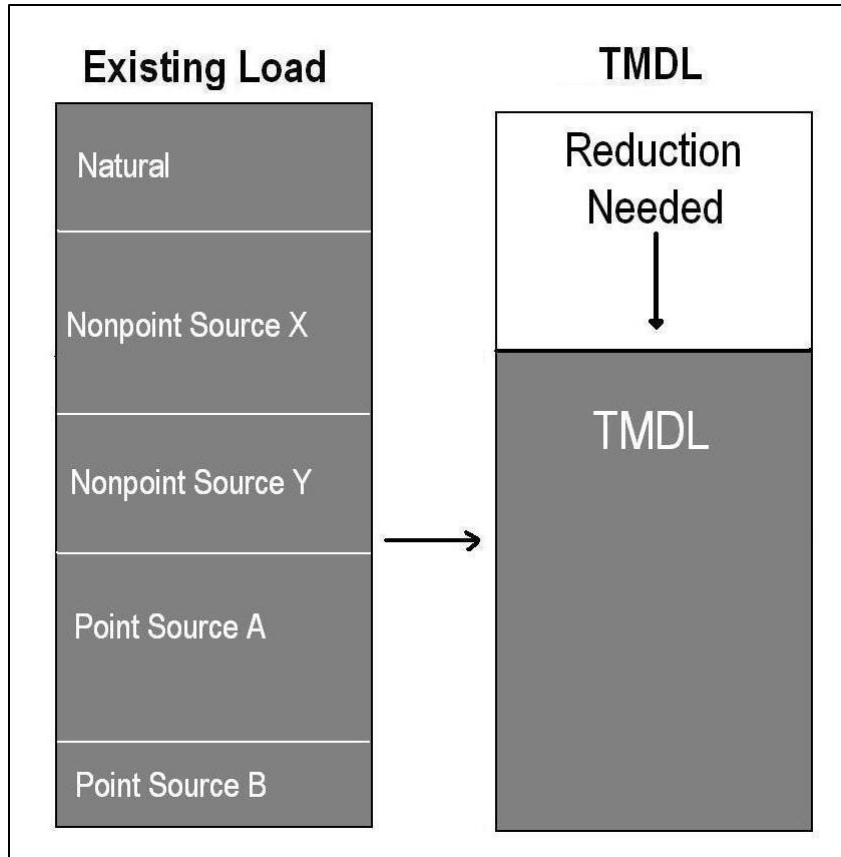 Existing Load
Natural
Nonpoint Source X
Nonpoint Source Y
Point Source A
Point Source B
TMDL
Reduction
Needed
TMDL